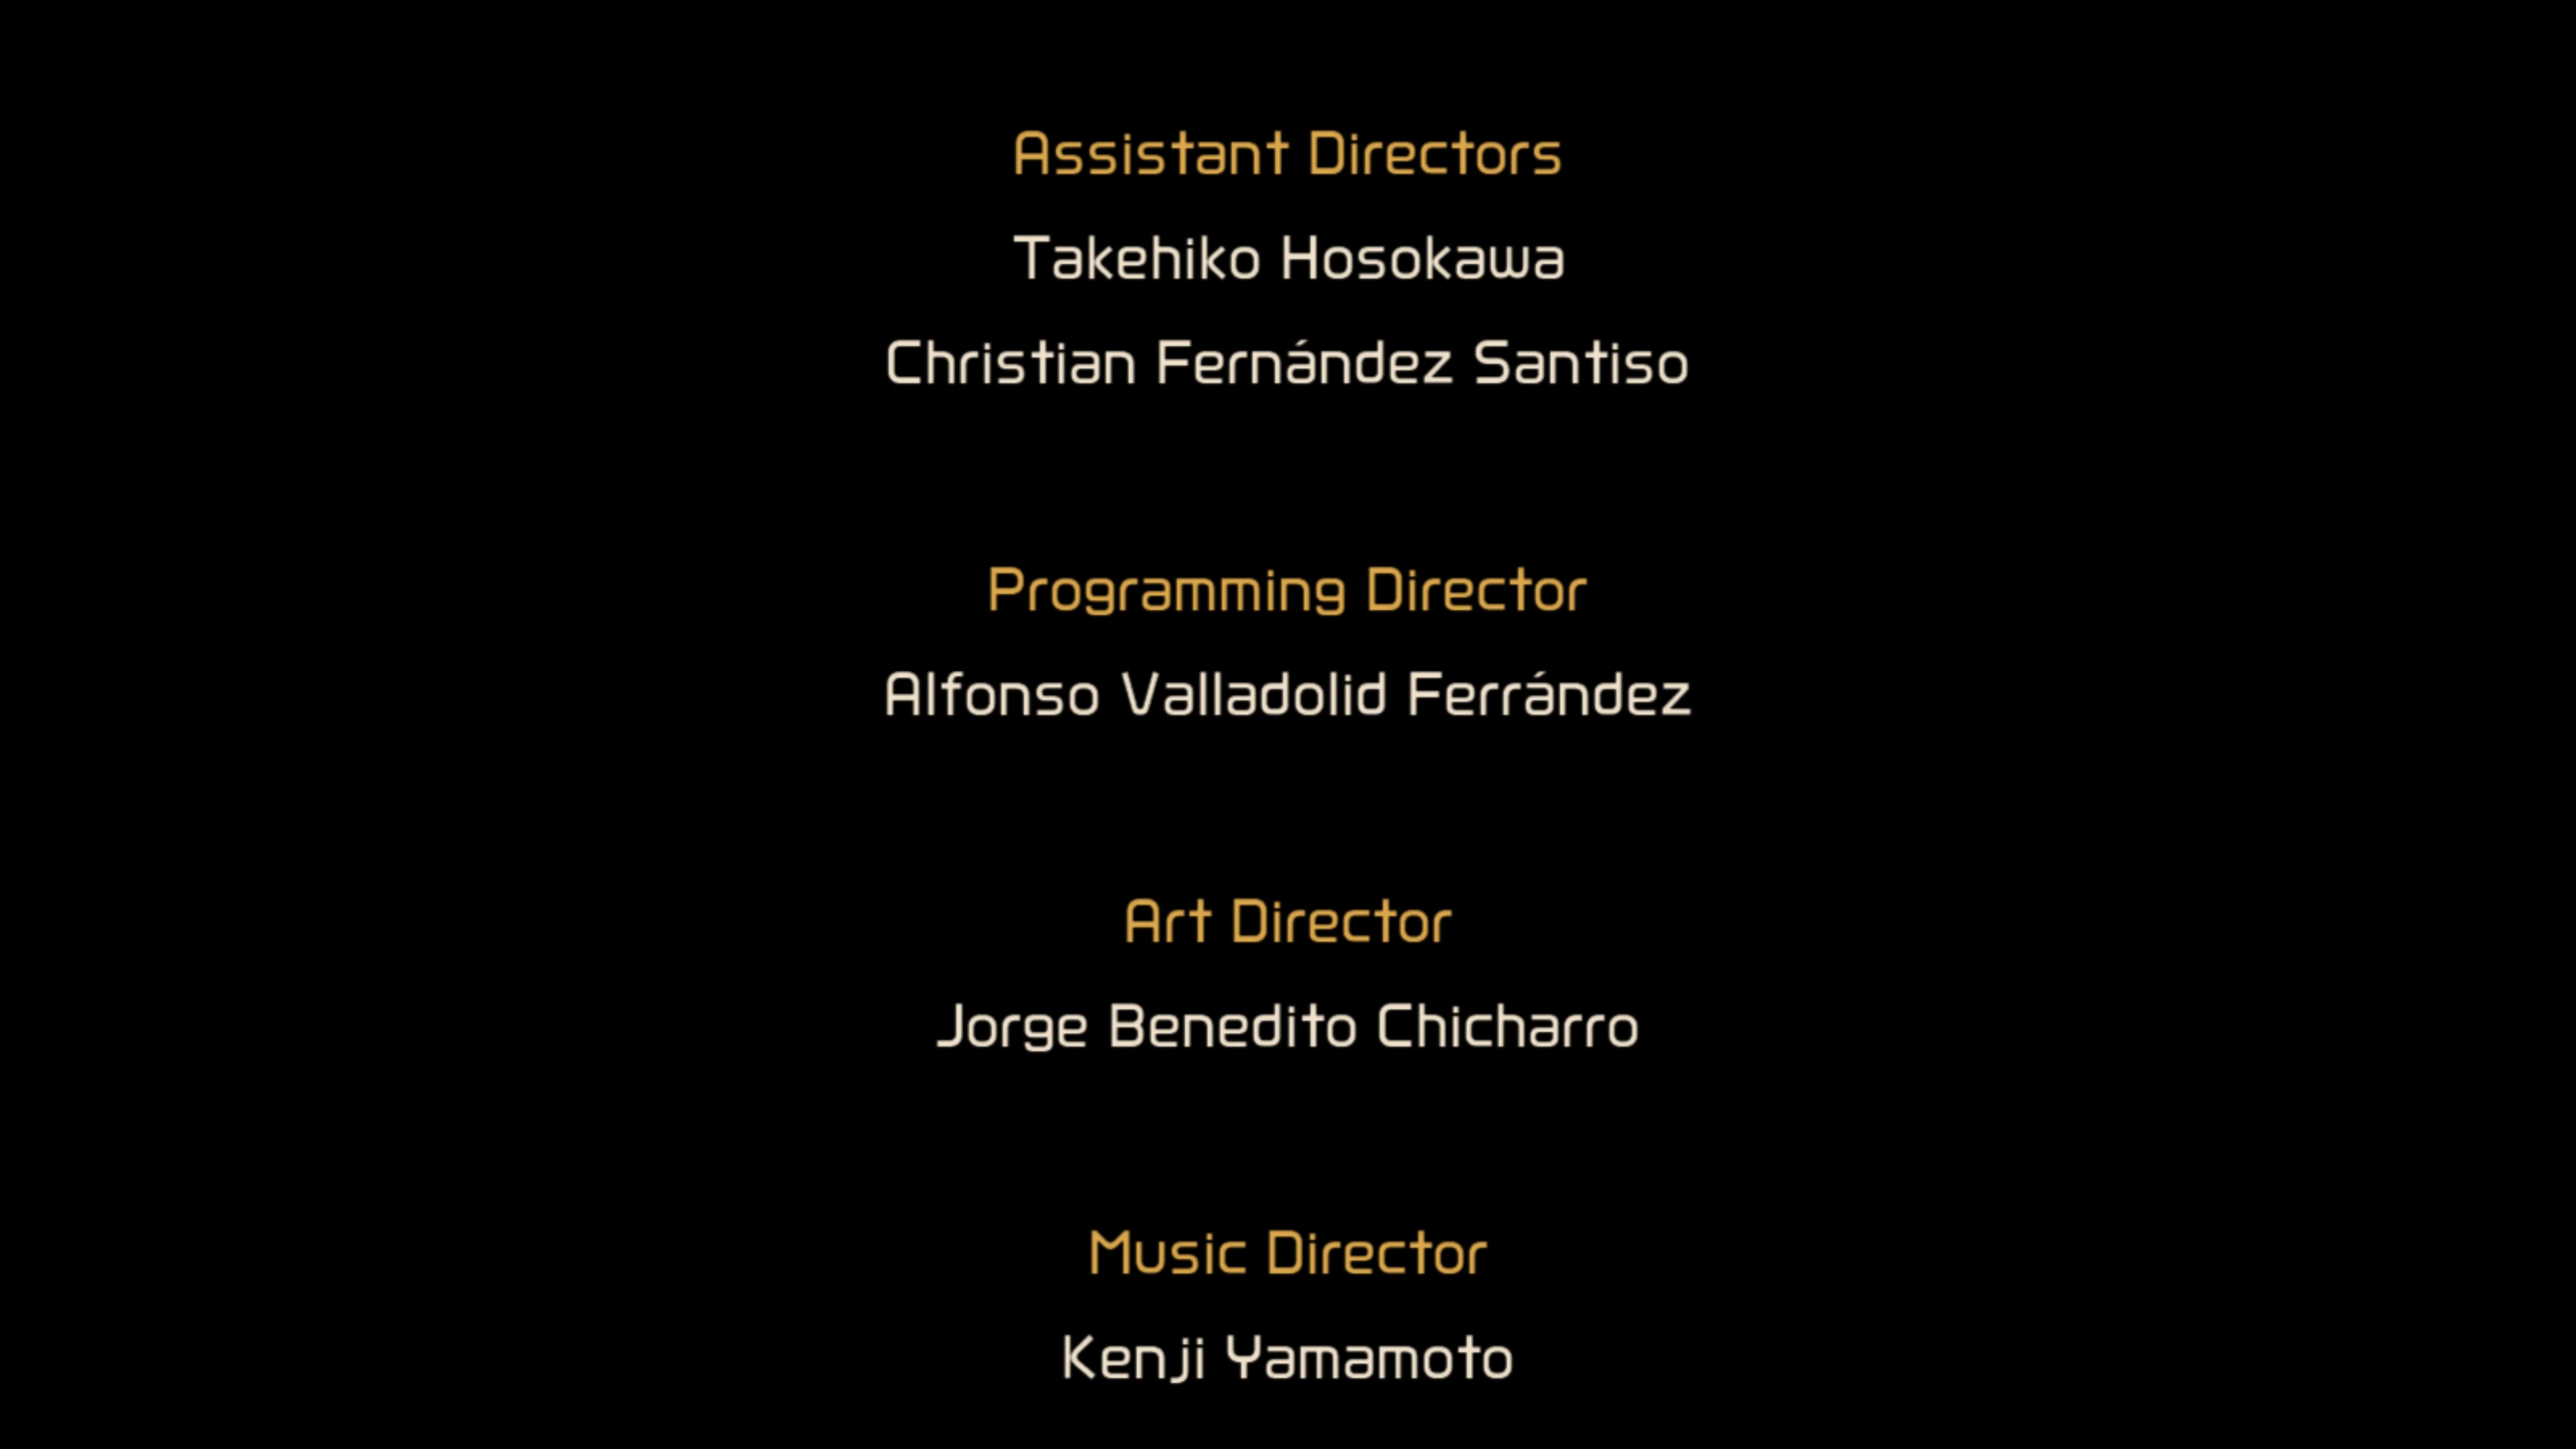 Assistant Directors
Takehiko Hosokawa
Christian Fernández Santiso
Programming Director
Alfonso Valladolid Ferrández
Art Director
Jorge Benedito Chicharro
Music Director
Kenji Yamamoto